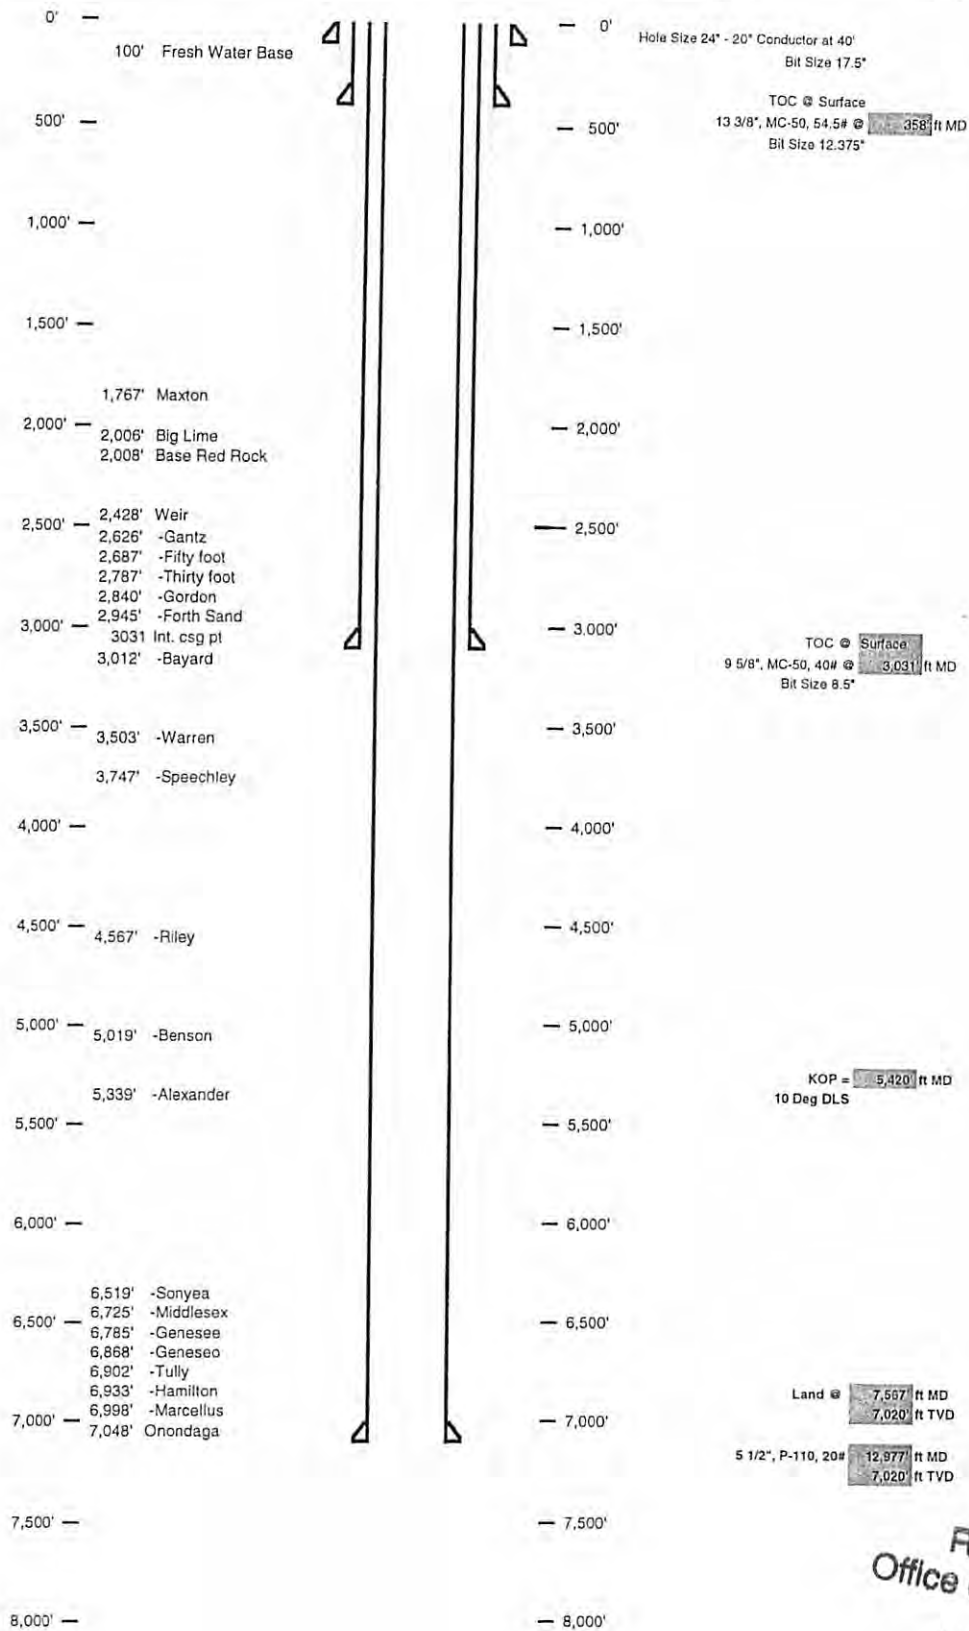 0'
100' Fresh Water Base
500'
1,000'
1,500'
1,767' Maxton
2,000'
2,006' Big Lime
2,008' Base Red Rock
2,428' Weir
2,500'
2,626' -Gantz
2,687' -Fifty foot
2,787' -Thirty foot
2,840' -Gordon
2,945' -Forth Sand
3,000'
3031 Int. csg pt
3,012' -Bayard
3,500'
3,503' -Warren
3,747' -Speechley
4,000'
4,500'
4,567' -Riley
5,000'
5,019' -Benson
5,339' -Alexander
5,500'
6,000'
6,519' -Sonyea
6,725' -Middlesex
6,500'
6,785' -Genesee
6,868' -Geneseo
6,902' -Tully
6,933' -Hamilton
6,998' -Marcellus
7,000'
7,048' Onondaga
7,500'
8,000'
0'
500'
1,000'
1,500'
2,000'
2,500'
3.000'
3,500'
4,000'
4,500'
5,000'
5,500'
6,000'
6,500'
7,000'
7,500'
8,000'
Hole Size 24" - 20" Conductor at 40'
Bit Size 17.5"
TOC @ Surface
13 3/8", MC-50, 54.5# @ 358' ft MD
Bit Size 12.375"
TOC @ Surface
9 5/8", MC-50, 40# @ 3,031' ft MD
Bit Size 8.5"
KOP = 5,420' ft MD
10 Deg DLS
Land @ 7,567' ft MD
7,020' ft TVD
5 1/2", P-110, 20# 12,977' ft MD
7,020' ft TVD
Office